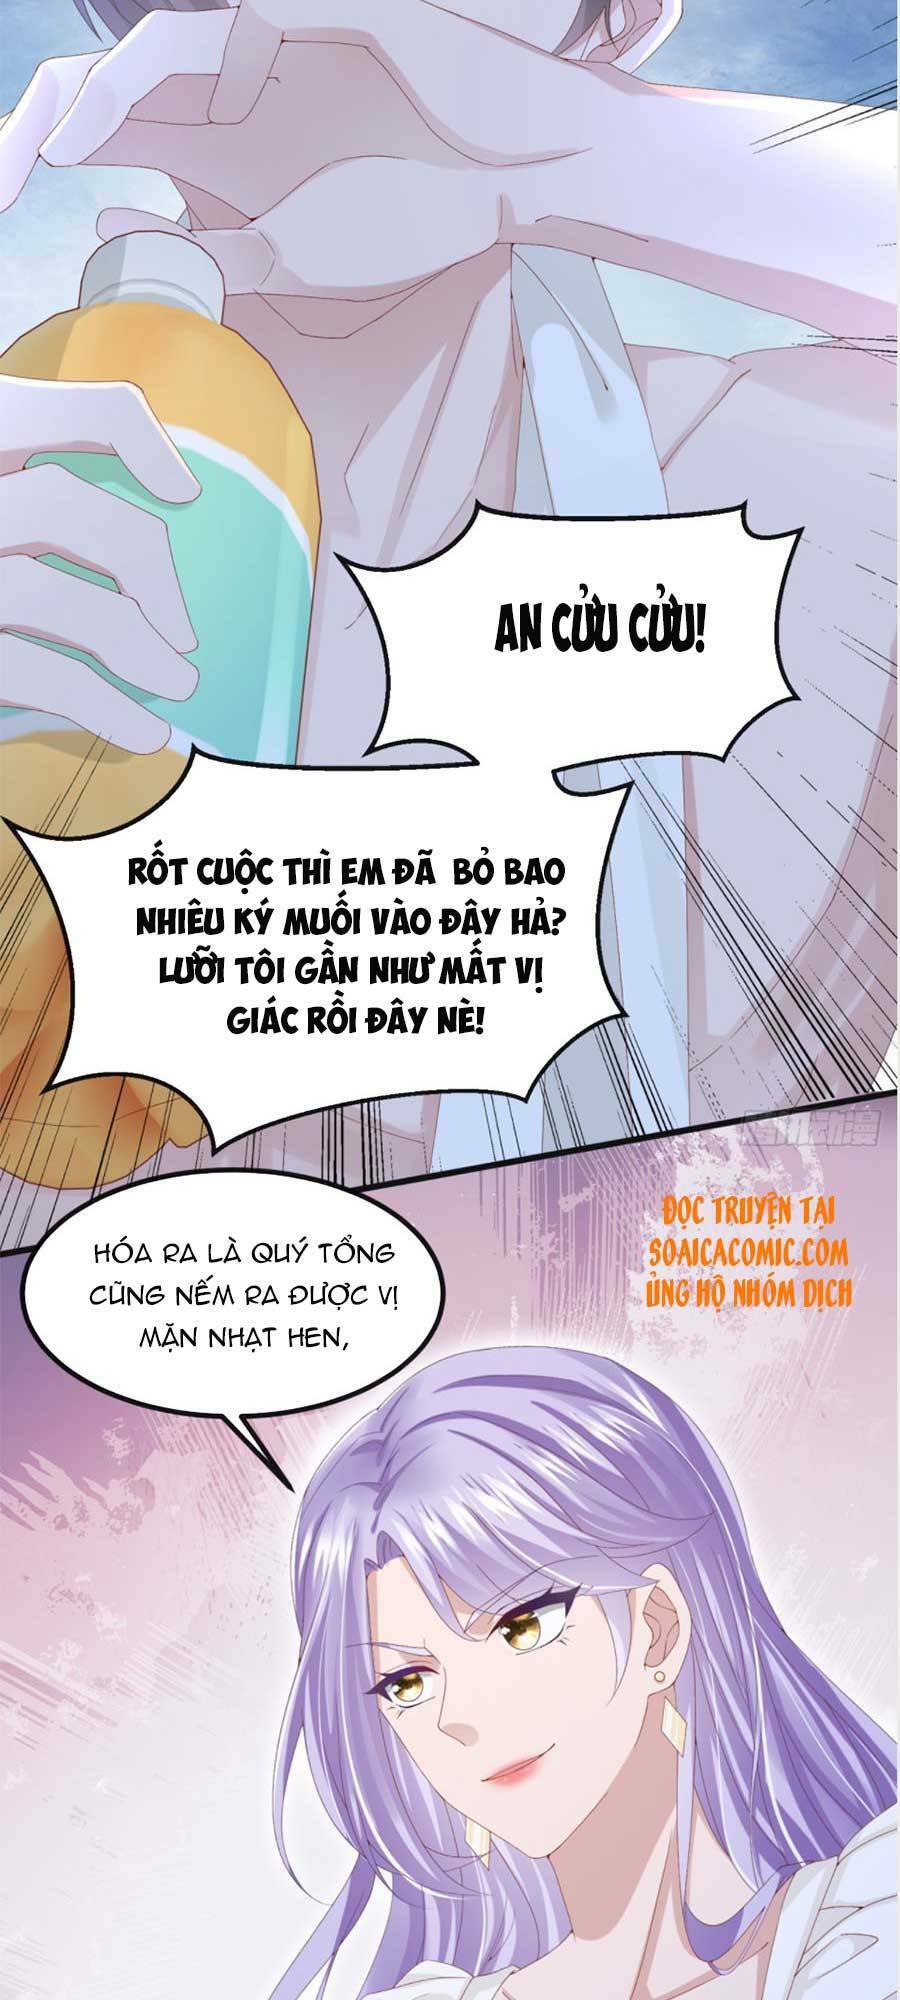 AN CỬU CỬU!
RỐT CUỘC THÌ EM ĐÃ BỎ BAO
NHIÊU KÝ MUỐI VÀO ĐÂY HẢ?
LƯỠI TÔI GẦN NHƯ MẤT VỊ
GIÁC RỒI ĐÂY NÈ!
ĐỌC TRUYỆN TẠI
SOAICACOMIC.COM
ỦNG HỘ NHÓM DỊCH
HÓA RA LÀ QUÝ TỔNG
CŨNG NẾM RA ĐƯỢC VỊ
MẶN NHẠT HEN,